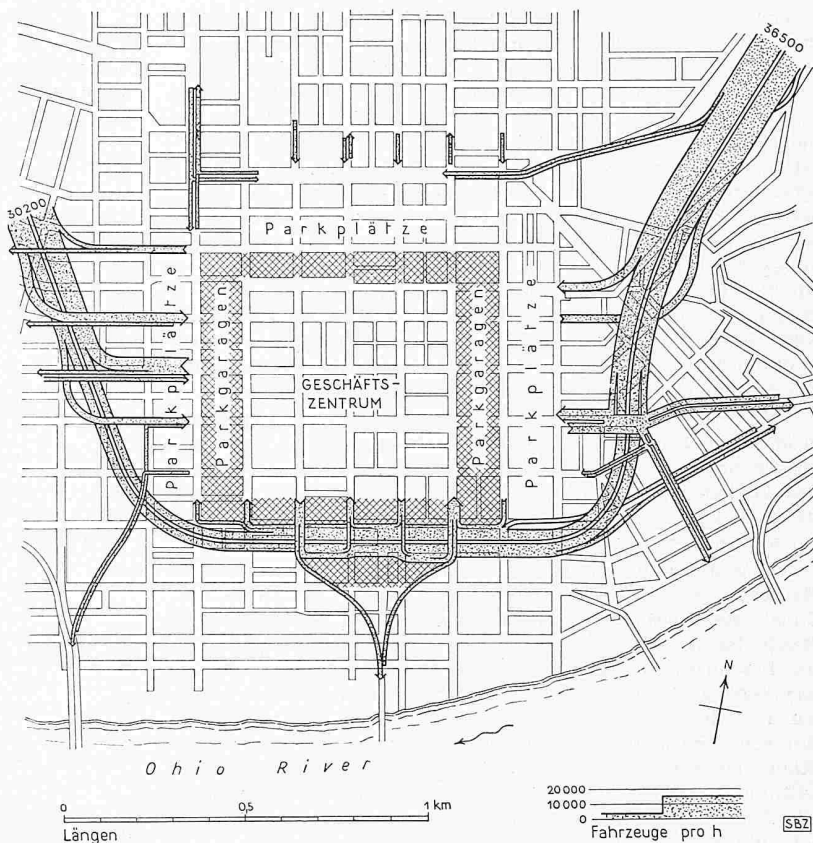 36500
30200
Parkplätze
Parkplätze
Parkgaragen
GESCHÄFTS-
ZENTRUM
Parkgaragen
Parkplätze
N
Ohio River
0 0,5 1 km
Längen
20000
10000
0
Fahrzeuge pro h
SBZ